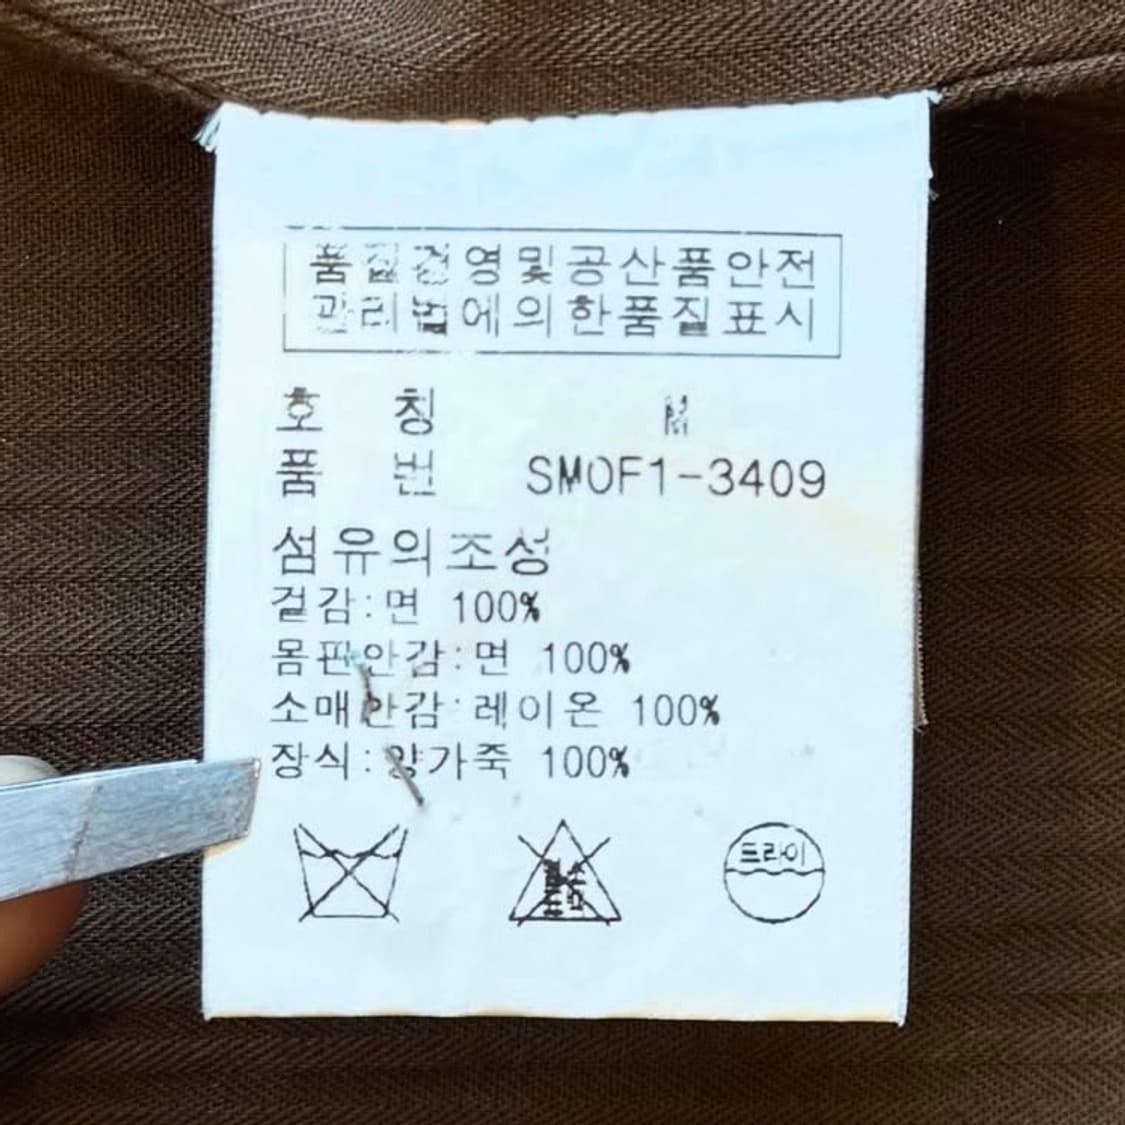 품질경영및공산품안전
관리법에의한품질표시
호 칭 M
품 번 SMOF1-3409
섬유의조성
겉감:면 100%
몸판안감:면 100%
소매안감:레이온 100%
장식:양가죽 100%
드라이